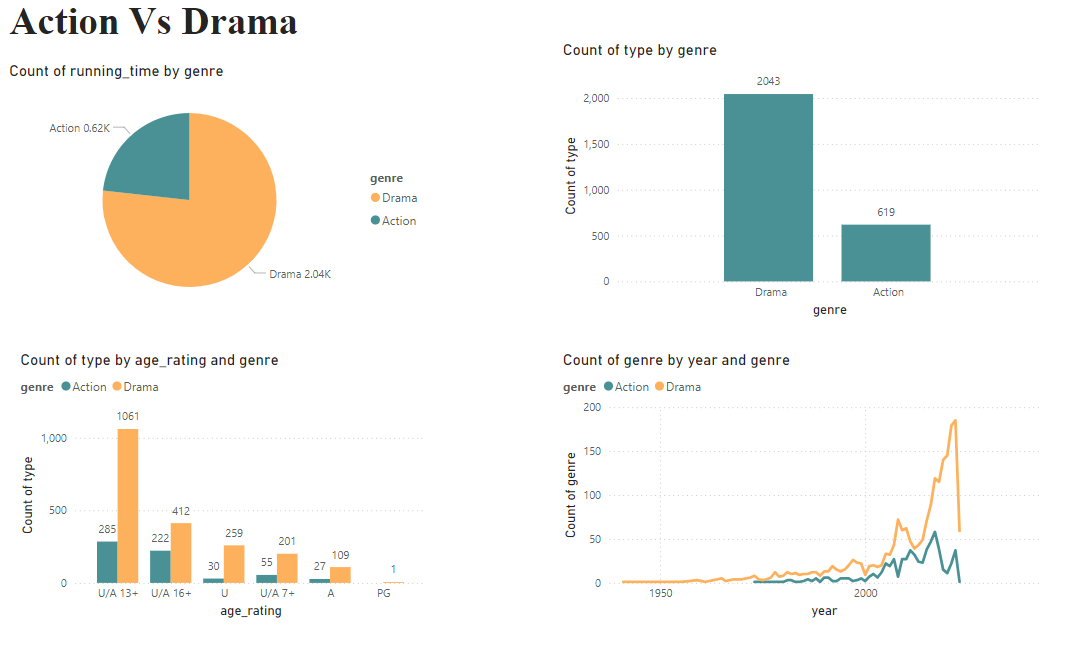 Action Vs Drama
Count of running_time by genre
Action 0.62K
Drama 2.04K
genre
Drama
Action
Count of type by genre
Count of type
2,000
1,500
1,000
500
0
2043
619
Drama Action
genre
Count of type by age_rating and genre
genre Action Drama
Count of type
1,000
500
0
285 1061
222 412
30 259
55 201
27 109
1
U/A 13+ U/A 16+ U U/A 7+ A PG
age_rating
Count of genre by year and genre
genre Action Drama
Count of genre
200
150
100
50
0
1950 2000
year